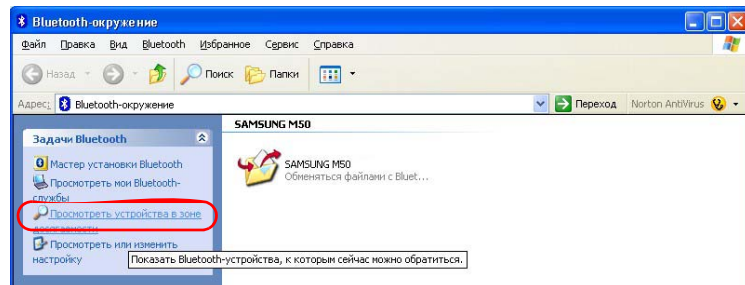 Bluetooth-окружение
Файл Правка Вид Bluetooth Избранное Сервис Справка
Назад Поиск Папки
Адрес: Bluetooth-окружение Переход Norton AntiVirus
SAMSUNG M50
Задачи Bluetooth
Мастер установки Bluetooth
Просмотреть мои Bluetooth-
службы
Просмотреть устройства в зоне
Просмотреть или изменить
настройку
SAMSUNG M50
Обменяться файлами с Bluet...
Показать Bluetooth-устройства, к которым сейчас можно обратиться.